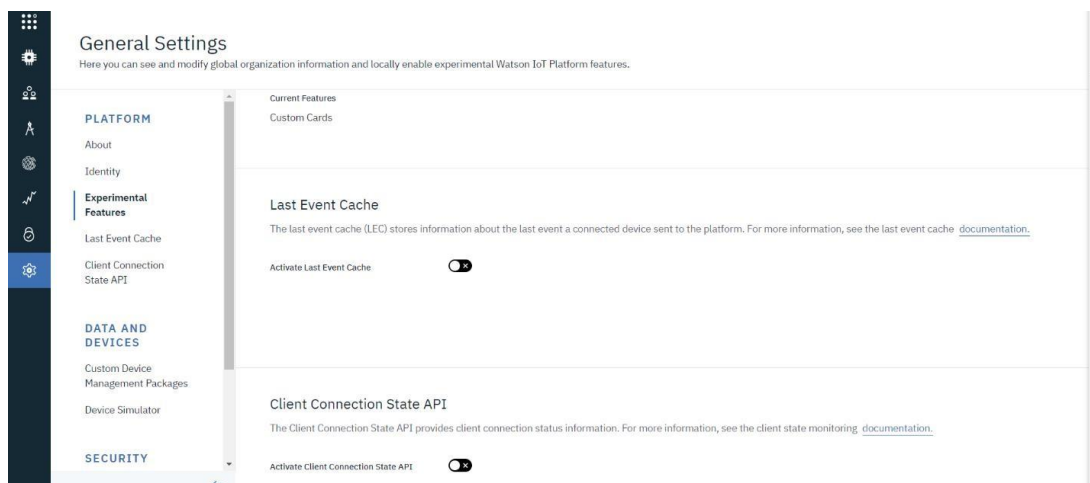 General Settings
Here you can see and modify global organization information and locally enable experimental Watson IoT Platform features.
PLATFORM
About
Identity
Experimental
Features
Last Event Cache
Client Connection
State API
DATA AND
DEVICES
Custom Device
Management Packages
Device Simulator
SECURITY
Current Features
Custom Cards
Last Event Cache
The last event cache (LEC) stores information about the last event a connected device sent to the platform. For more information, see the last event cache documentation.
Activate Last Event Cache
Client Connection State API
The Client Connection State API provides client connection status information. For more information, see the client state monitoring documentation.
Activate Client Connection State API